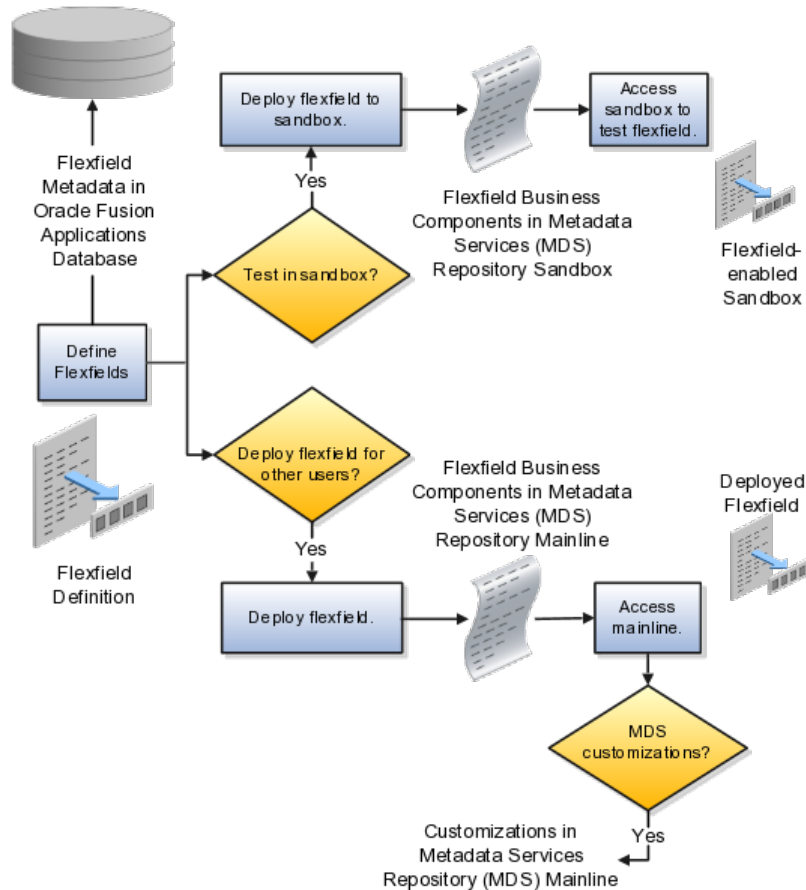 Deploy flexfield to
sandbox.
Access
sandbox to
test flexfield.
Flexfield
Metadata in
Oracle Fusion
Applications
Database
Yes
Flexfield Business
Components in Metadata
Services (MDS)
Repository Sandbox
Test in sandbox?
Flexfield-
enabled
Sandbox
Define
Flexfields
Deploy flexfield for
other users?
Flexfield Business
Components in Metadata
Services (MDS)
Repository Mainline
Deployed
Flexfield
Yes
Flexfield
Definition
Deploy flexfield.
Access
mainline.
MDS
customizations?
Yes
Customizations in
Metadata Services
Repository (MDS) Mainline